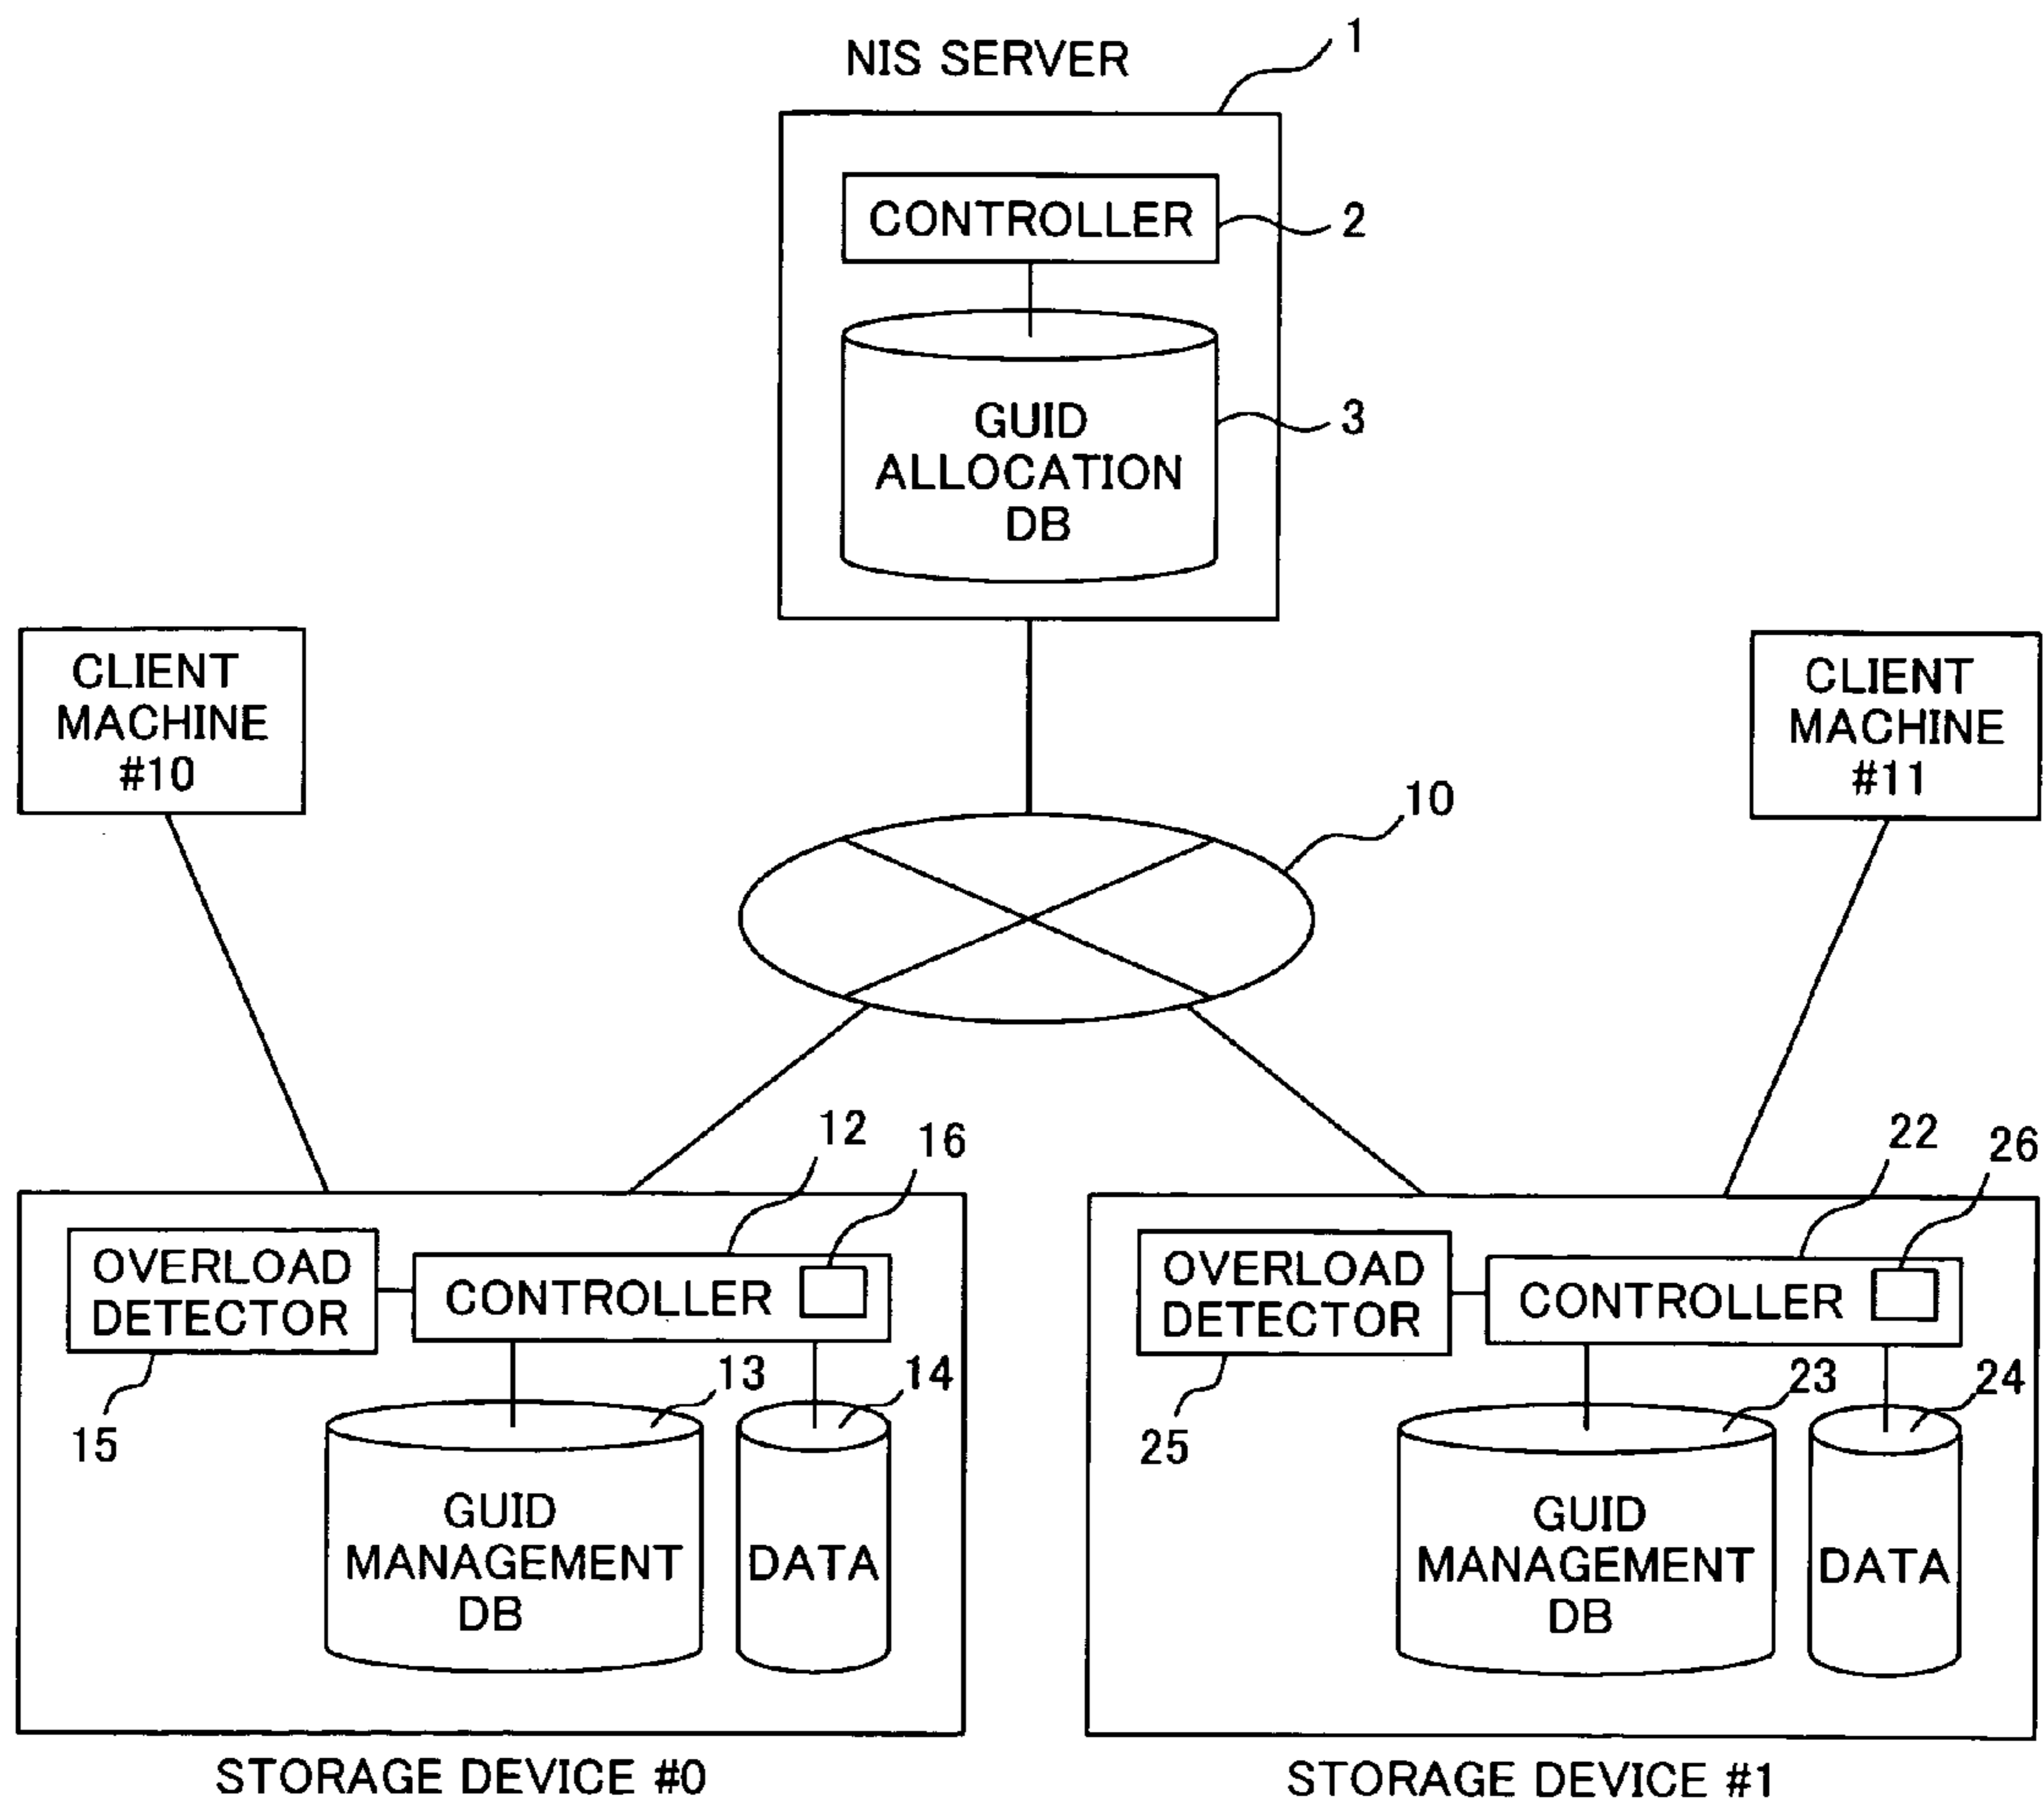 NIS SERVER
1
CONTROLLER
2
GUID
ALLOCATION
DB
3
CLIENT
MACHINE
#10
CLIENT
MACHINE
#11
10
12
16
22
26
OVERLOAD
DETECTOR
CONTROLLER
15
13
14
GUID
MANAGEMENT
DB
DATA
OVERLOAD
DETECTOR
CONTROLLER
25
23
24
GUID
MANAGEMENT
DB
DATA
STORAGE DEVICE #0
STORAGE DEVICE #1